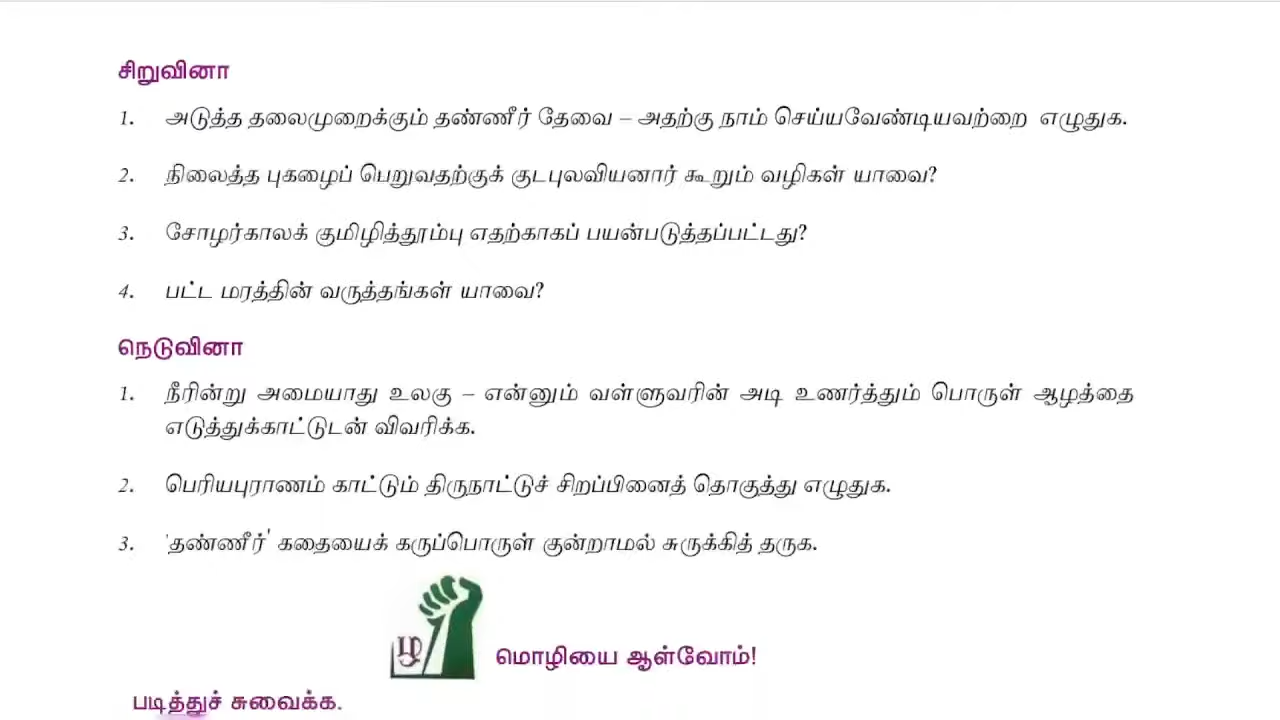 சிறுவினா
1. அடுத்த தலைமுறைக்கும் தண்ணீர் தேவை – அதற்கு நாம் செய்யவேண்டியவற்றை எழுதுக.
2. நிலைத்த புகழைப் பெறுவதற்குக் குடபுலவியனார் கூறும் வழிகள் யாவை?
3. சோழர்காலக் குமிழித்தூம்பு எதற்காகப் பயன்படுத்தப்பட்டது?
4. பட்ட மரத்தின் வருத்தங்கள் யாவை?
நெடுவினா
1. நீரின்று அமையாது உலகு – என்னும் வள்ளுவரின் அடி உணர்த்தும் பொருள் ஆழத்தை
எடுத்துக்காட்டுடன் விவரிக்க.
2. பெரியபுராணம் காட்டும் திருநாட்டுச் சிறப்பினைத் தொகுத்து எழுதுக.
3. 'தண்ணீர்' கதையைக் கருப்பொருள் குன்றாமல் சுருக்கித் தருக.
ழ
மொழியை ஆள்வோம்!
படித்துச் சுவைக்க.